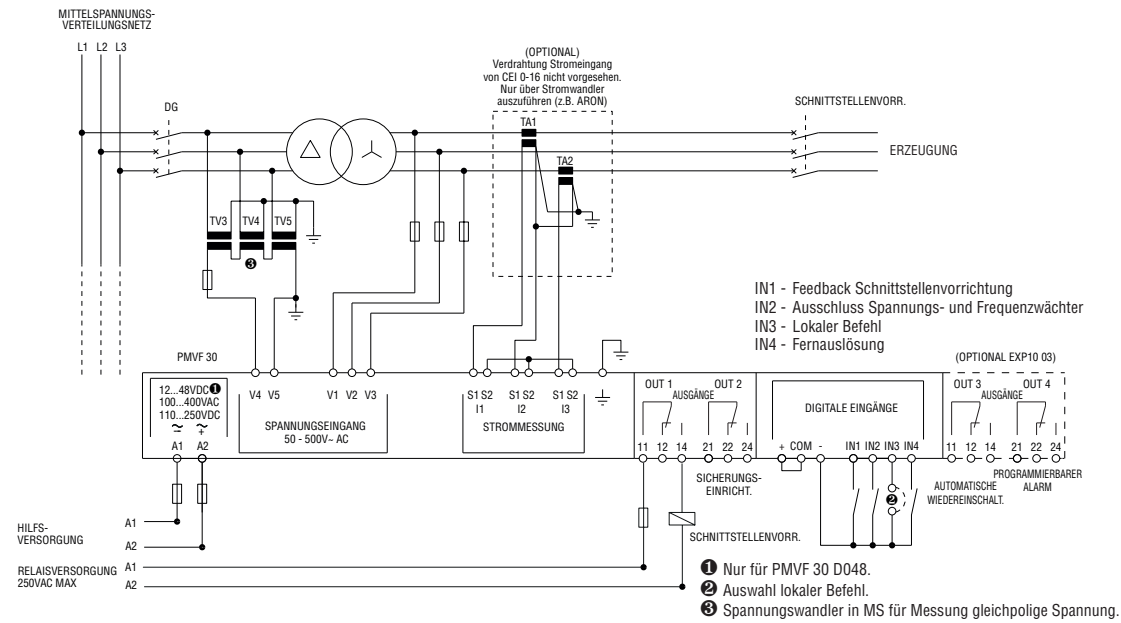 MITTELSPANNUNGS-
VERTEILUNGSNETZ
L1 L2 L3
DG
(OPTIONAL)
Verdrahtung Stromeingang
von CEI 0-16 nicht vorgesehen.
Nur über Stromwandler
auszuführen (z.B. ARON)
TA1
TA2
SCHNITTSTELLENVORR.
ERZEUGUNG
TV3 TV4 TV5
❸
IN1 - Feedback Schnittstellenvorrichtung
IN2 - Ausschluss Spannungs- und Frequenzwächter
IN3 - Lokaler Befehl
IN4 - Fernauslösung
PMVF 30
(OPTIONAL EXP10 03)
12...48VDC❶
100...400VAC
110...250VDC
~ ~
− +
A1 A2
V4 V5 V1 V2 V3
SPANNUNGSEINGANG
50 - 500V~ AC
S1 S2 S1 S2 S1 S2
I1 I2 I3
STROMMESSUNG
OUT 1 OUT 2
AUSGÄNGE
11 12 14 21 22 24
DIGITALE EINGÄNGE
+ COM - IN1 IN2 IN3 IN4
OUT 3 OUT 4
AUSGÄNGE
11 12 14 21 22 24
SICHERUNGS-
EINRICHT.
❷
AUTOMATISCHE
WIEDEREINSCHALT.
PROGRAMMIERBARER
ALARM
HILFS-
VERSORGUNG
A1
A2
SCHNITTSTELLENVORR.
RELAISVERSORGUNG
250VAC MAX
A1
A2
❶ Nur für PMVF 30 D048.
❷ Auswahl lokaler Befehl.
❸ Spannungswandler in MS für Messung gleichpolige Spannung.